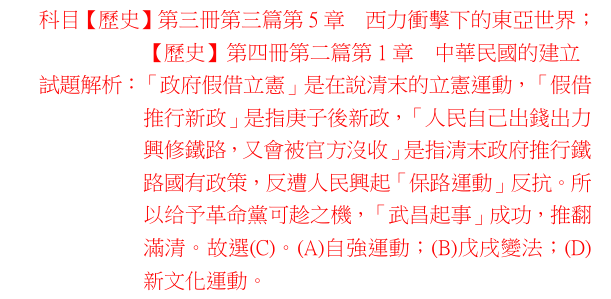 科目【歷史】第三冊第三篇第5章　西力衝擊下的東亞世界；
【歷史】第四冊第二篇第1章　中華民國的建立
試題解析：「政府假借立憲」是在說清末的立憲運動，「假借
推行新政」是指庚子後新政，「人民自己出錢出力
興修鐵路，又會被官方沒收」是指清末政府推行鐵
路國有政策，反遭人民興起「保路運動」反抗。所
以給予革命黨可趁之機，「武昌起事」成功，推翻
滿清。故選(C)。(A)自強運動；(B)戊戌變法；(D)
新文化運動。